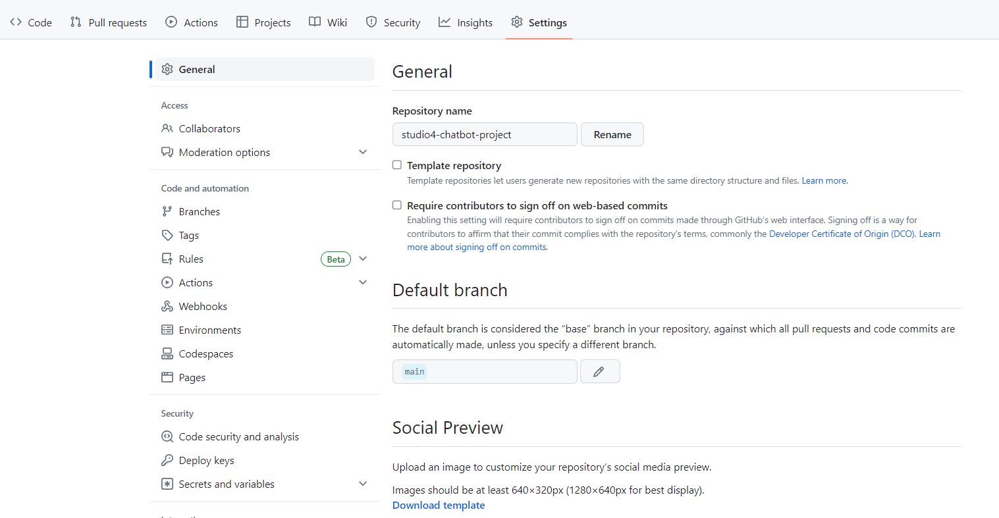 Code Pull requests Actions Projects Wiki Security Insights Settings
General
Access
Collaborators
Moderation options
Code and automation
Branches
Tags
Rules Beta
Actions
Webhooks
Environments
Codespaces
Pages
Security
Code security and analysis
Deploy keys
Secrets and variables
General
Repository name
studio4-chatbot-project Rename
Template repository
Template repositories let users generate new repositories with the same directory structure and files. Learn more.
Require contributors to sign off on web-based commits
Enabling this setting will require contributors to sign off on commits made through GitHub's web interface. Signing off is a way for
contributors to affirm that their commit complies with the repository's terms, commonly the Developer Certificate of Origin (DCO). Learn
more about signing off on commits.
Default branch
The default branch is considered the “base” branch in your repository, against which all pull requests and code commits are
automatically made, unless you specify a different branch.
main
Social Preview
Upload an image to customize your repository's social media preview.
Images should be at least 640×320px (1280×640px for best display).
Download template